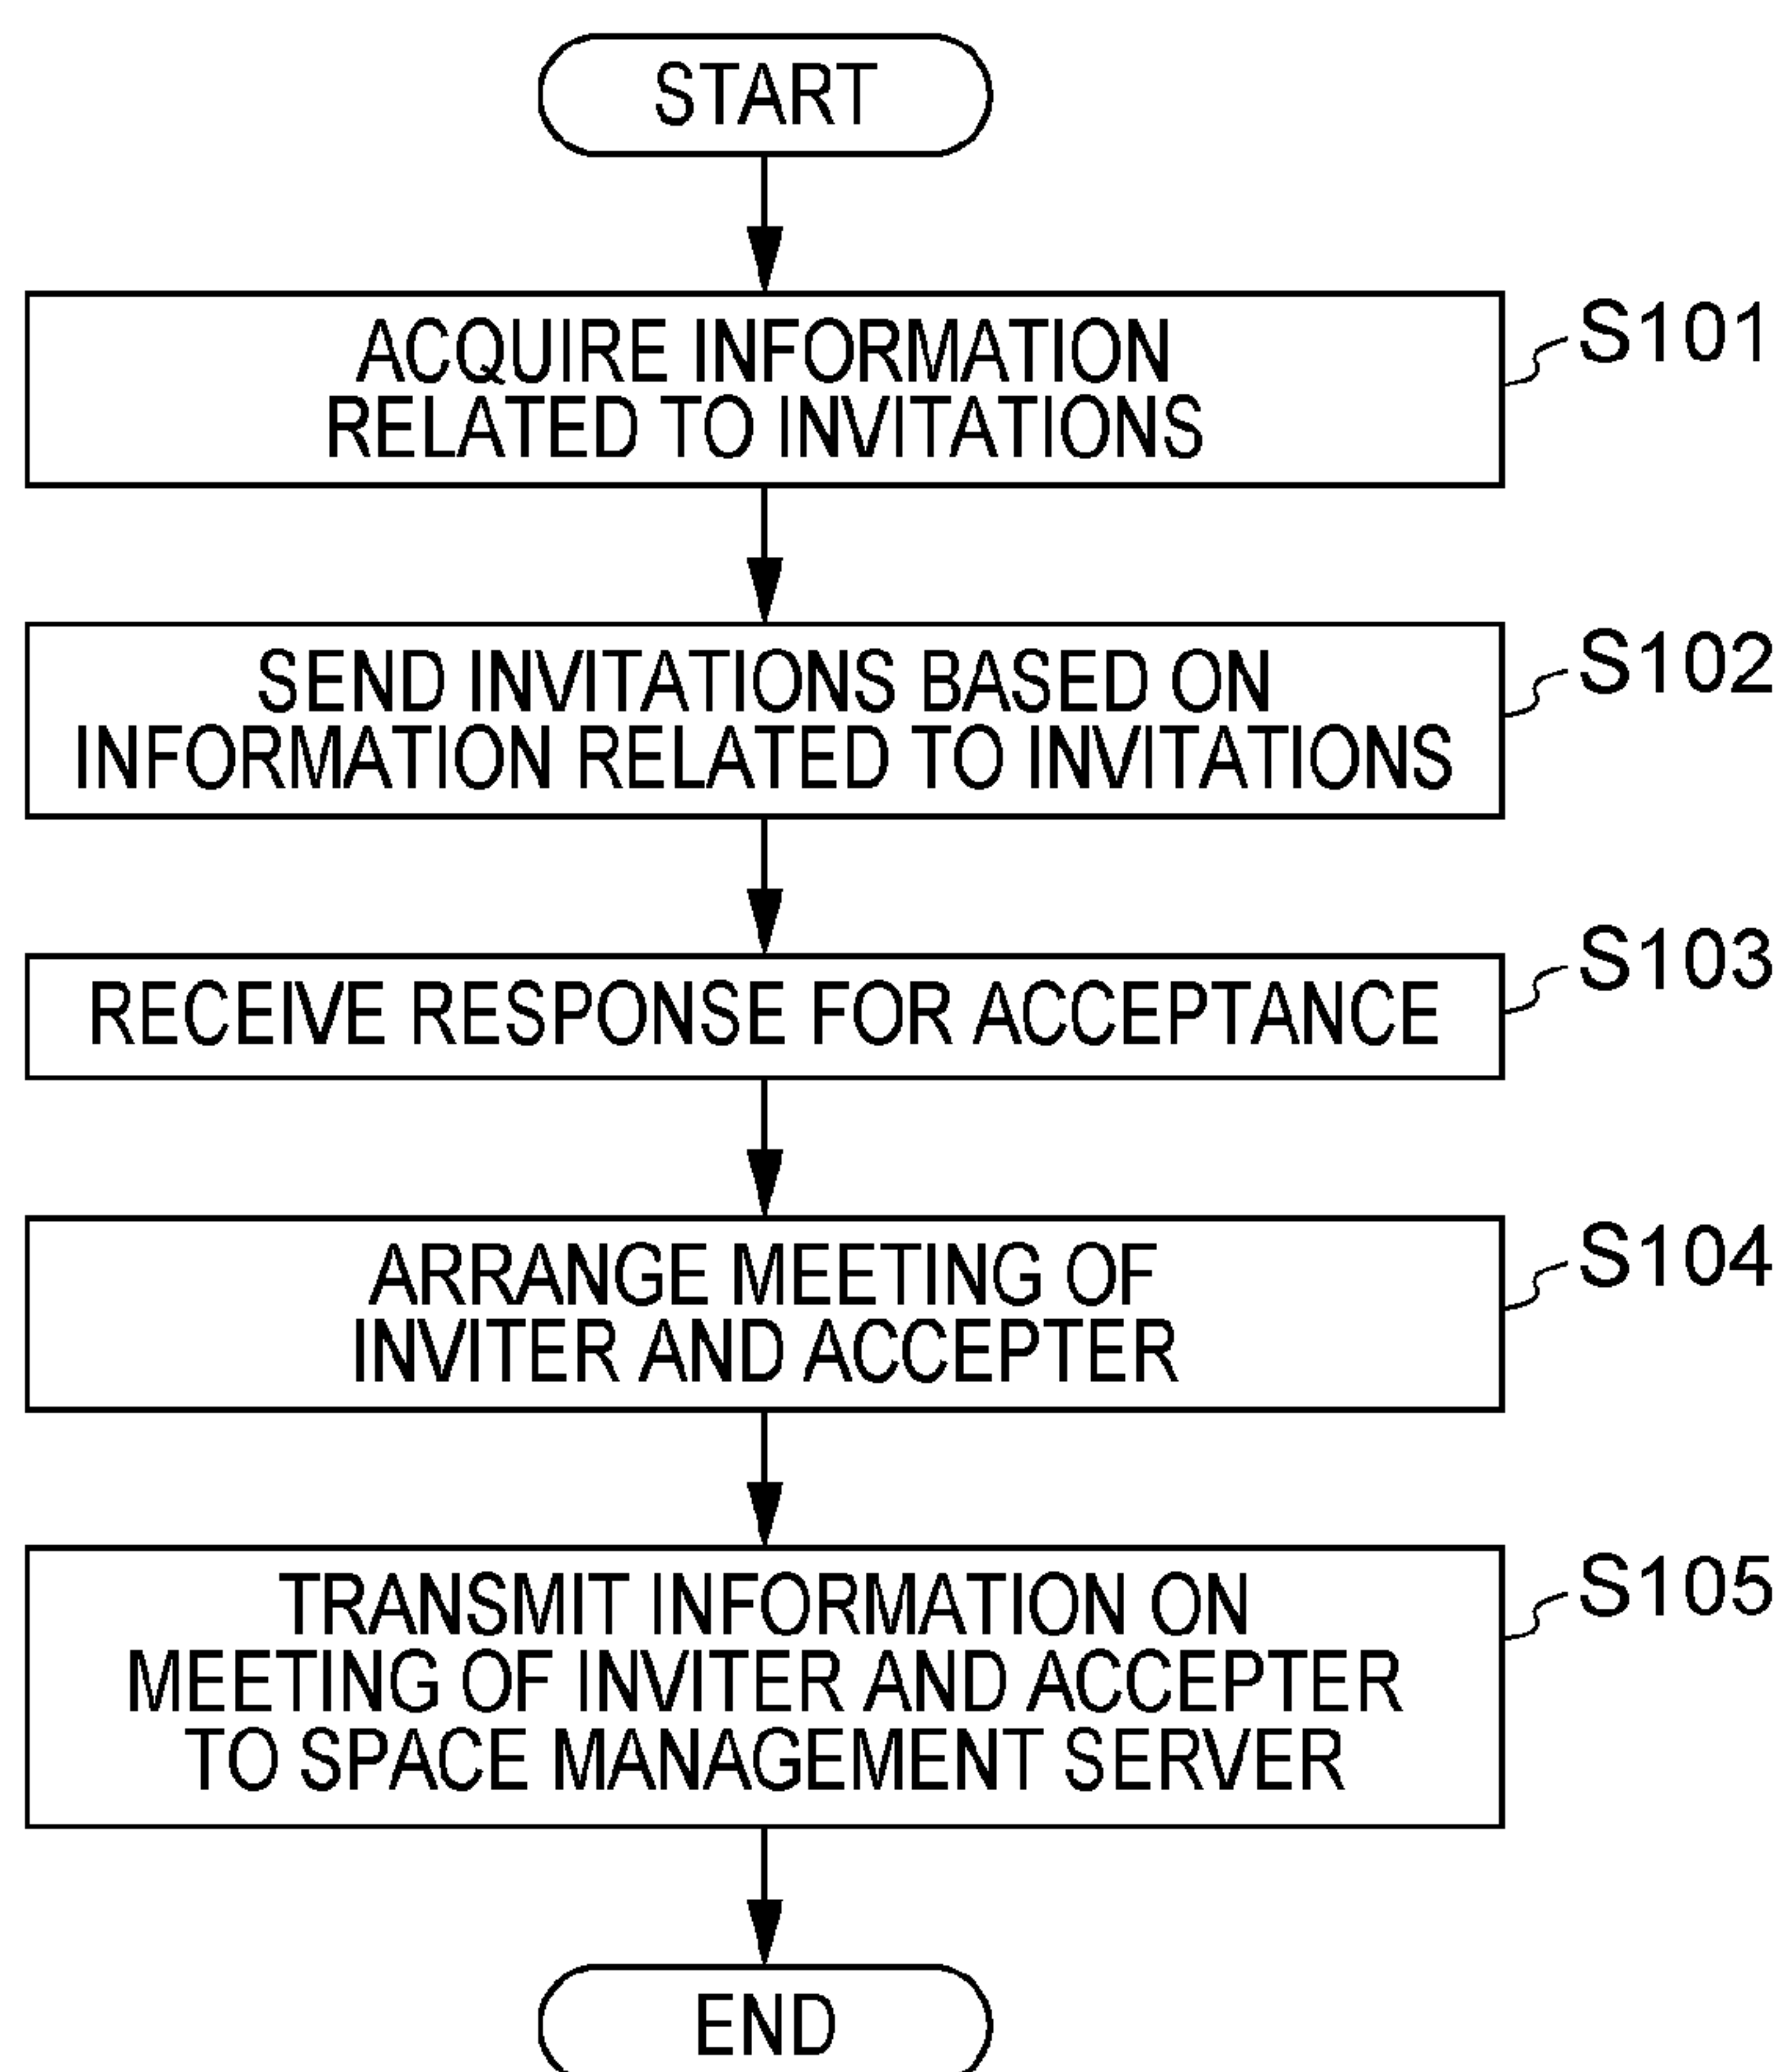 START
ACQUIRE INFORMATION
RELATED TO INVITATIONS
S101
SEND INVITATIONS BASED ON
INFORMATION RELATED TO INVITATIONS
S102
RECEIVE RESPONSE FOR ACCEPTANCE
S103
ARRANGE MEETING OF
INVITER AND ACCEPTER
S104
TRANSMIT INFORMATION ON
MEETING OF INVITER AND ACCEPTER
TO SPACE MANAGEMENT SERVER
S105
END